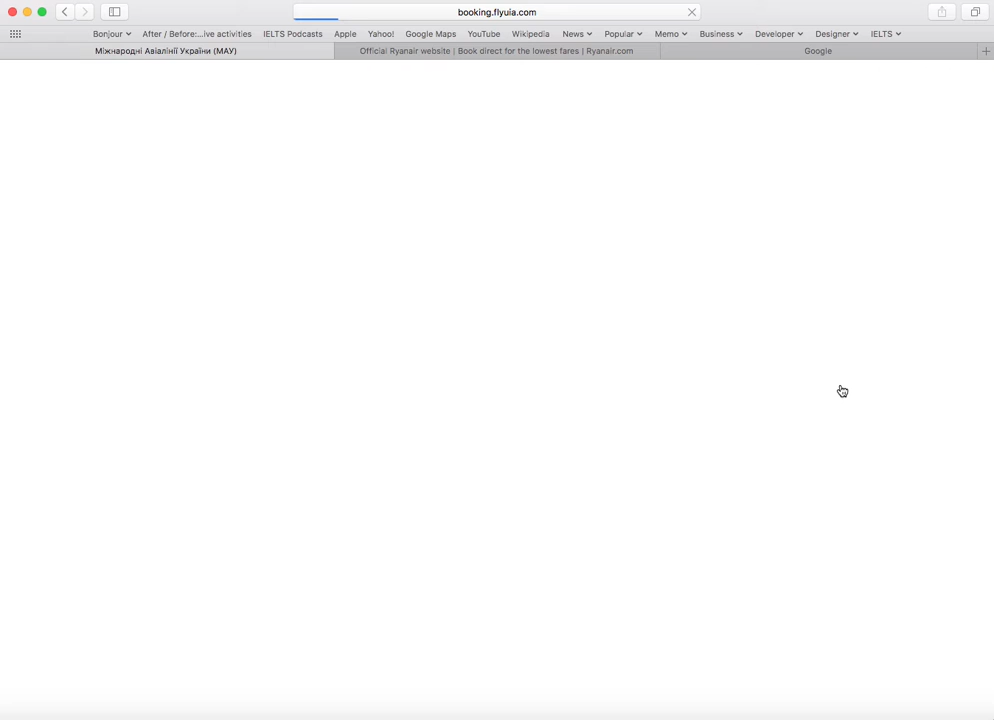 booking.flyuia.com
Bonjour After / Before:...ive activities IELTS Podcasts Apple Yahoo! Google Maps YouTube Wikipedia News Popular Memo Business Developer Designer IELTS
Міжнародні Авіалінії України (МАУ) Official Ryanair website | Book direct for the lowest fares | Ryanair.com Google